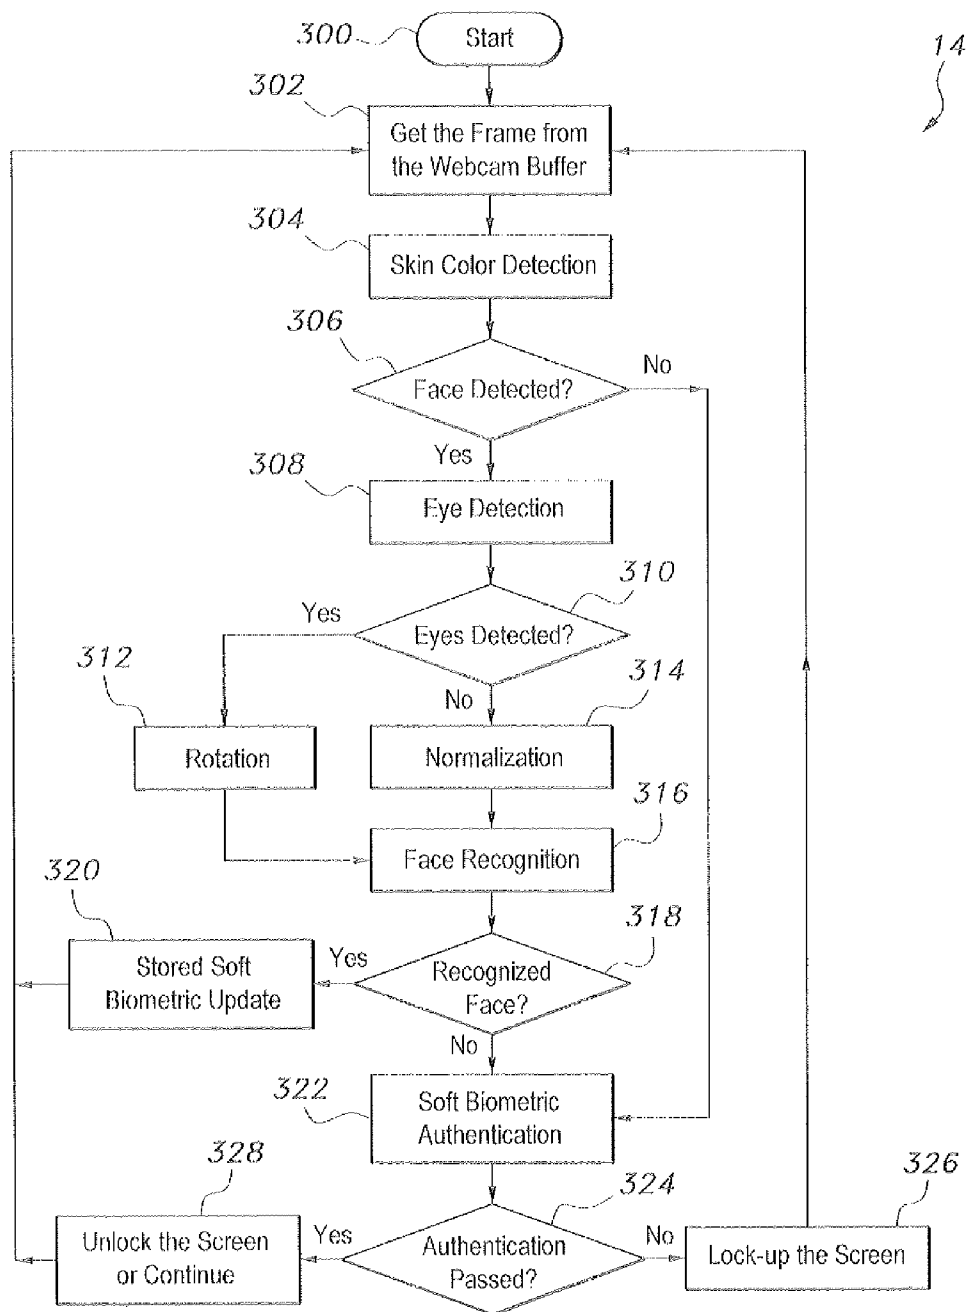 300
Start
14
302
Get the Frame from
the Webcam Buffer
304
Skin Color Detection
306
Face Detected?
No
Yes
308
Eye Detection
310
Yes
Eyes Detected?
312
No
314
Rotation
Normalization
316
Face Recognition
320
318
Stored Soft
Biometric Update
Yes
Recognized
Face?
No
322
Soft Biometric
Authentication
328
324
326
Unlock the Screen
or Continue
Yes
Authentication
Passed?
No
Lock-up the Screen